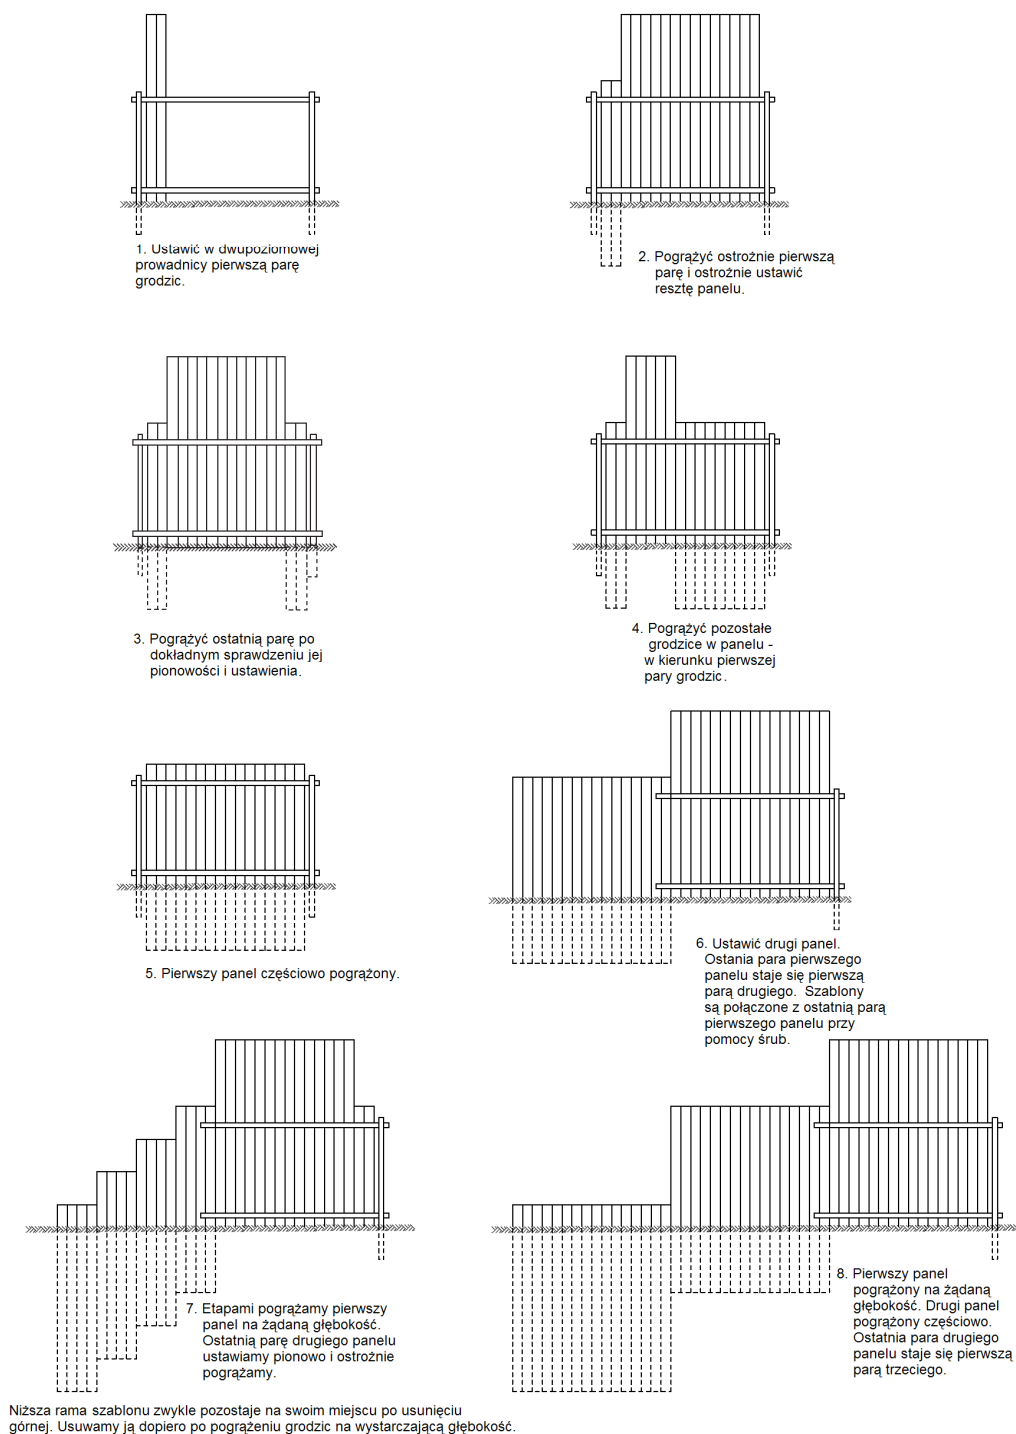 1. Ustawić w dwupoziomowej
prowadnicy pierwszą parę
grodzic.
2. Pogrążyć ostrożnie pierwszą
parę i ostrożnie ustawić
resztę panelu.
3. Pogrążyć ostatnią parę po
dokładnym sprawdzeniu jej
pionowości i ustawienia.
4. Pogrążyć pozostałe
grodzice w panelu -
w kierunku pierwszej
pary grodzic.
5. Pierwszy panel częściowo pogrążony.
6. Ustawić drugi panel.
Ostania para pierwszego
panelu staje się pierwszą
parą drugiego. Szablony
są połączone z ostatnią parą
pierwszego panelu przy
pomocy śrub.
7. Etapami pogrążamy pierwszy
panel na żądaną głębokość.
Ostatnią parę drugiego panelu
ustawiamy pionowo i ostrożnie
pogrążamy.
8. Pierwszy panel
pogrążony na żądaną
głębokość. Drugi panel
pogrążony częściowo.
Ostatnia para drugiego
panelu staje się pierwszą
parą trzeciego.
Niższa rama szablonu zwykle pozostaje na swoim miejscu po usunięciu
górnej. Usuwamy ją dopiero po pogrążeniu grodzic na wystarczającą głębokość.